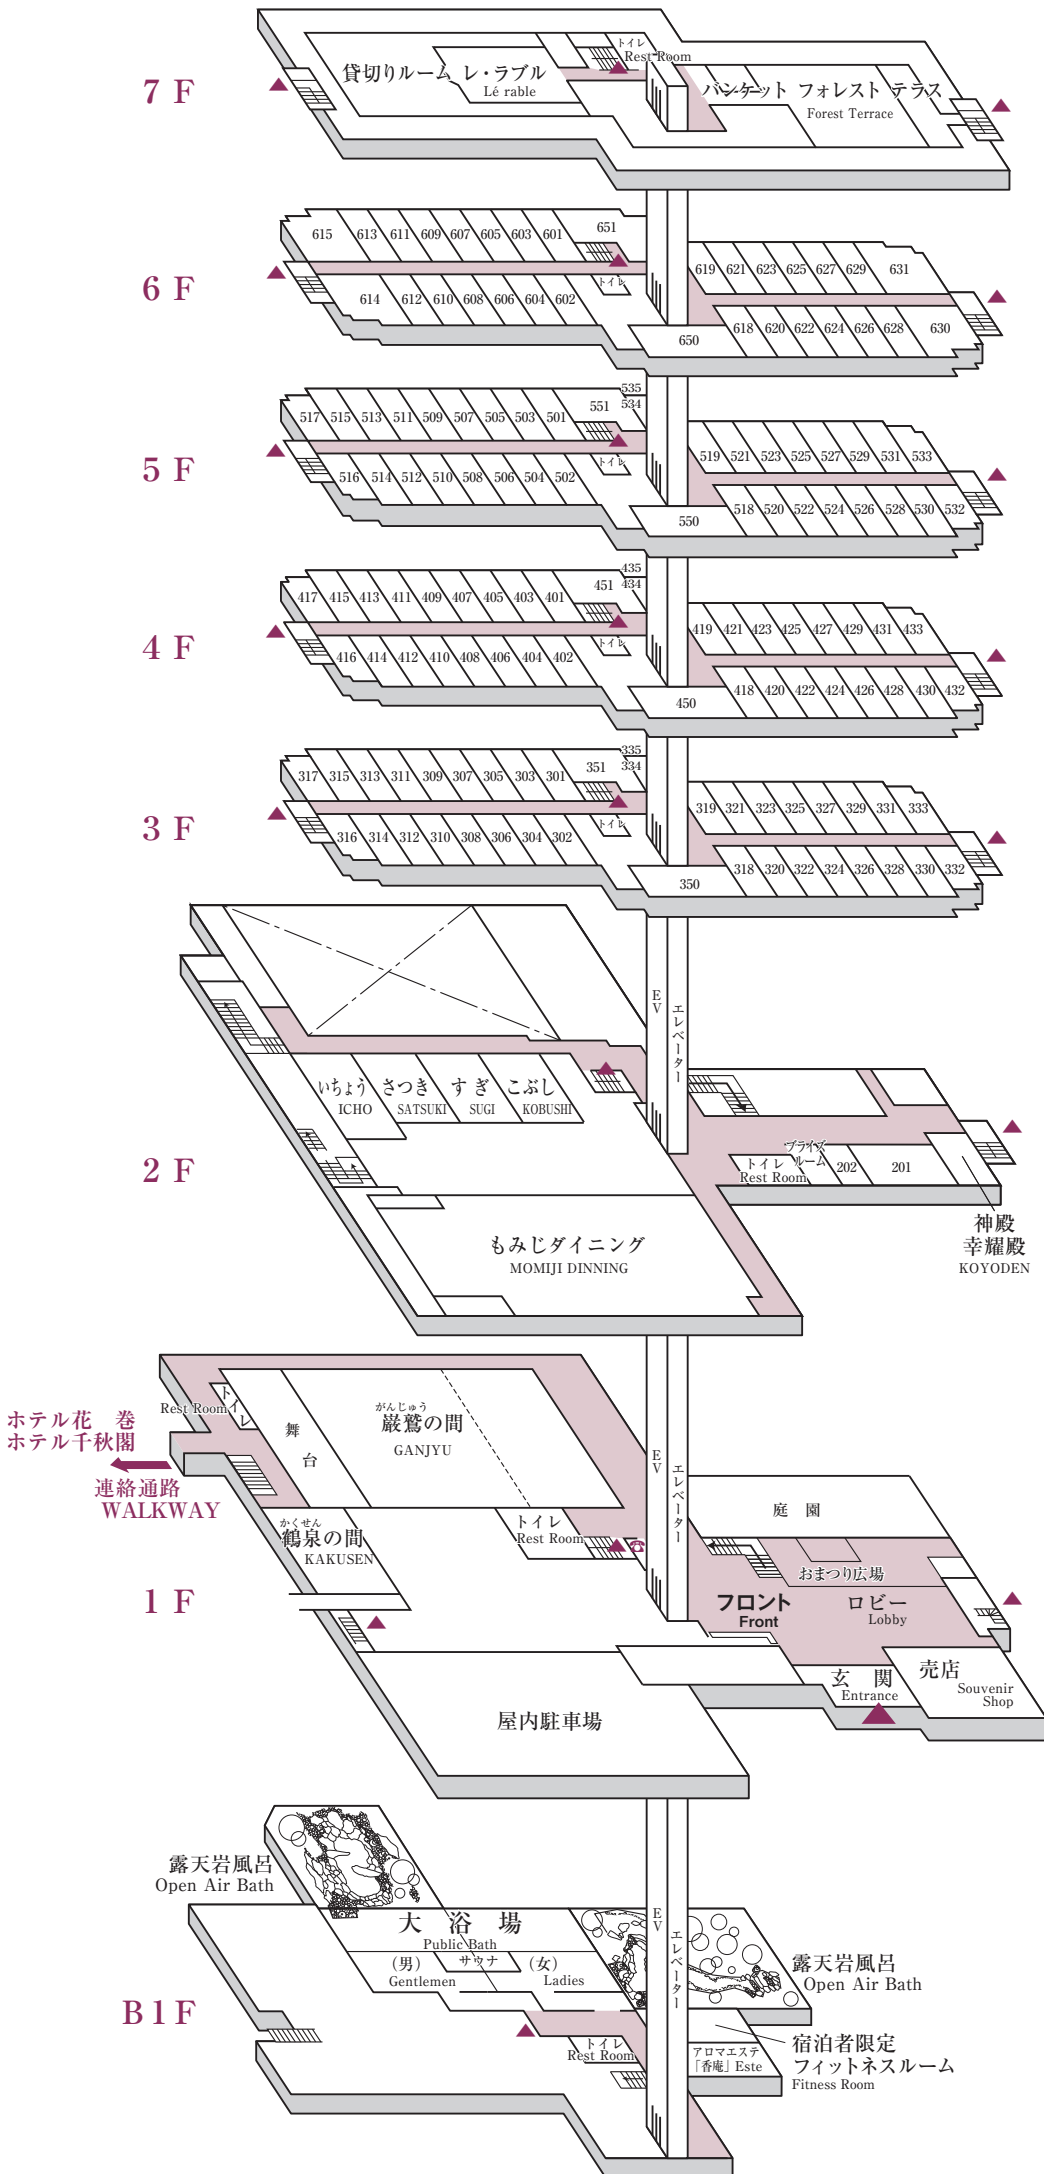 7 F
貸切りルーム レ・ラブル
Lé rable
トイレ
Rest Room
バンケット フォレスト テラス
Forest Terrace
6 F
615 613 611 609 607 605 603 601 651
614 612 610 608 606 604 602 トイレ
619 621 623 625 627 629 631
618 620 622 624 626 628 630
650
5 F
517 515 513 511 509 507 505 503 501 551 535
534
516 514 512 510 508 506 504 502 トイレ
519 521 523 525 527 529 531 533
518 520 522 524 526 528 530 532
550
4 F
417 415 413 411 409 407 405 403 401 451 435
434
416 414 412 410 408 406 404 402 トイレ
419 421 423 425 427 429 431 433
418 420 422 424 426 428 430 432
450
3 F
317 315 313 311 309 307 305 303 301 351 335
334
316 314 312 310 308 306 304 302 トイレ
319 321 323 325 327 329 331 333
318 320 322 324 326 328 330 332
350
2 F
EV
エレベーター
いちょう
ICHO
さつき
SATSUKI
すぎ
SUGI
こぶし
KOBUSHI
もみじダイニング
MOMIJI DINNING
トイレ
Rest Room
ブライズ
ルーム
202
201
神殿
幸耀殿
KOYODEN
1 F
ホテル花　巻
ホテル千秋閣
連絡通路
WALKWAY
トイレ
Rest Room
舞台
がんじゅう
巌鷲の間
GANJYU
かくせん
鶴泉の間
KAKUSEN
トイレ
Rest Room
EV
エレベーター
庭 園
おまつり広場
フロント
Front
ロビー
Lobby
玄 関
Entrance
売店
Souvenir
Shop
屋内駐車場
B1F
露天岩風呂
Open Air Bath
大 浴 場
Public Bath
(男)
Gentlemen
サウナ
(女)
Ladies
EV
エレベーター
トイレ
Rest Room
露天岩風呂
Open Air Bath
アロマエステ
「香庵」Este
宿泊者限定
フィットネスルーム
Fitness Room